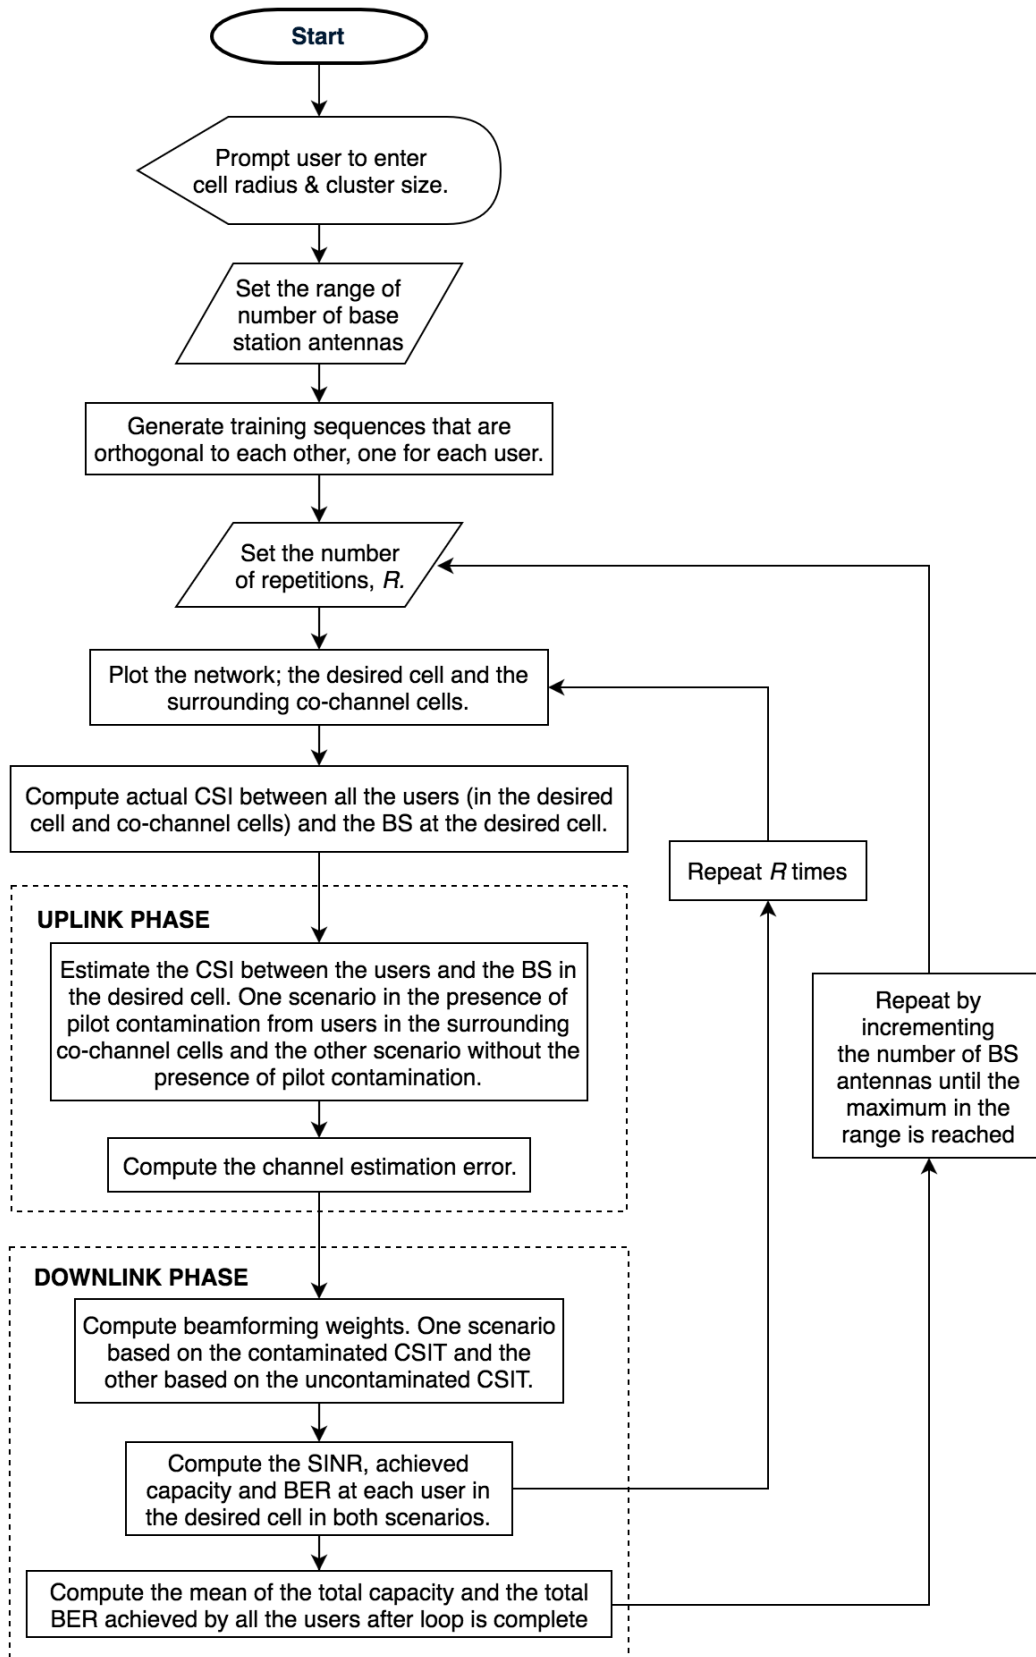 Start
Prompt user to enter
cell radius & cluster size.
Set the range of
number of base
station antennas
Generate training sequences that are
orthogonal to each other, one for each user.
Set the number
of repetitions, R.
Plot the network; the desired cell and the
surrounding co-channel cells.
Compute actual CSI between all the users (in the desired
cell and co-channel cells) and the BS at the desired cell.
Repeat R times
UPLINK PHASE
Estimate the CSI between the users and the BS in
the desired cell. One scenario in the presence of
pilot contamination from users in the surrounding
co-channel cells and the other scenario without the
presence of pilot contamination.
Repeat by
incrementing
the number of BS
antennas until the
maximum in the
range is reached
Compute the channel estimation error.
DOWNLINK PHASE
Compute beamforming weights. One scenario
based on the contaminated CSIT and the
other based on the uncontaminated CSIT.
Compute the SINR, achieved
capacity and BER at each user in
the desired cell in both scenarios.
Compute the mean of the total capacity and the total
BER achieved by all the users after loop is complete